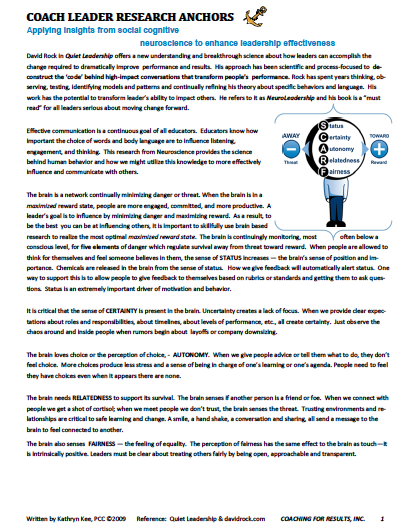 COACH LEADER RESEARCH ANCHORS
Applying insights from social cognitive
neuroscience to enhance leadership effectiveness
David Rock in Quiet Leadership offers a new understanding and breakthrough science about how leaders can accomplish the
change required to dramatically improve performance and results. His approach has been scientific and process-focused to de-
construct the 'code' behind high-impact conversations that transform people's performance. Rock has spent years thinking, ob-
serving, testing, identifying models and patterns and continually refining his theory about specific behaviors and language. His
work has the potential to transform leader's ability to impact others. He refers to it as NeuroLeadership and his book is a "must
read" for all leaders serious about moving change forward.
Effective communication is a continuous goal of all educators. Educators know how
important the choice of words and body language are to influence listening,
engagement, and thinking. This research from Neuroscience provides the science
behind human behavior and how we might utilize this knowledge to more effectively
influence and communicate with others.
AWAY
Threat
Status
Certainty
Autonomy
Relatedness
Fairness
TOWARD
Reward
The brain is a network continually minimizing danger or threat. When the brain is in a
maximized reward state, people are more engaged, committed, and more productive. A
leader's goal is to influence by minimizing danger and maximizing reward. As a result, to
be the best you can be at influencing others, it is important to skillfully use brain based
research to realize the most optimal maximized reward state. The brain is continuingly monitoring, most often below a
conscious level, for five elements of danger which regulate survival away from threat toward reward. When people are allowed to
think for themselves and feel someone believes in them, the sense of STATUS increases — the brain's sense of position and im-
portance. Chemicals are released in the brain from the sense of status. How we give feedback will automatically alert status. One
way to support this is to allow people to give feedback to themselves based on rubrics or standards and getting them to ask ques-
tions. Status is an extremely important driver of motivation and behavior.
It is critical that the sense of CERTAINTY is present in the brain. Uncertainty creates a lack of focus. When we provide clear expec-
tations about roles and responsibilities, about timelines, about levels of performance, etc., all create certainty. Just observe the
chaos around and inside people when rumors begin about layoffs or company downsizing.
The brain loves choice or the perception of choice, - AUTONOMY. When we give people advice or tell them what to do, they don't
feel choice. More choices produce less stress and a sense of being in charge of one's learning or one's agenda. People need to feel
they have choices even when it appears there are none.
The brain needs RELATEDNESS to support its survival. The brain senses if another person is a friend or foe. When we connect with
people we get a shot of cortisol; when we meet people we don't trust, the brain senses the threat. Trusting environments and re-
lationships are critical to safe learning and change. A smile, a hand shake, a conversation and sharing, all send a message to the
brain to feel connected to another.
The brain also senses FAIRNESS — the feeling of equality. The perception of fairness has the same effect to the brain as touch—it
is intrinsically positive. Leaders must be clear about treating others fairly by being open, approachable and transparent.
Written by Kathryn Kee, PCC ©2009 Reference: Quiet Leadership & davidrock.com COACHING FOR RESULTS, INC. 1